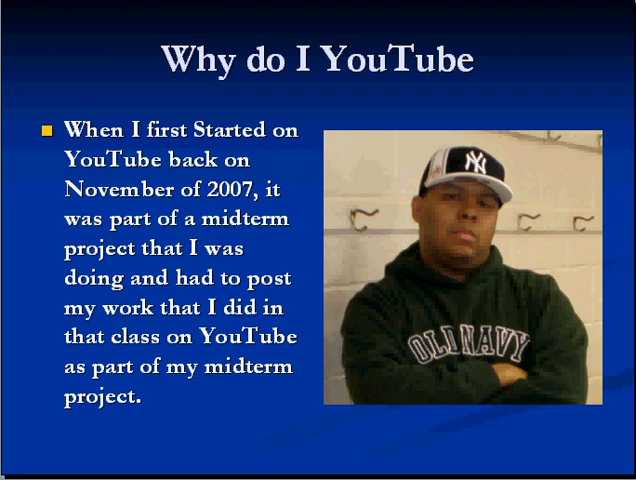 Why do I YouTube
When I first Started on
YouTube back on
November of 2007, it
was part of a midterm
project that I was
doing and had to post
my work that I did in
that class on YouTube
as part of my midterm
project.
NY
OLD NAVY